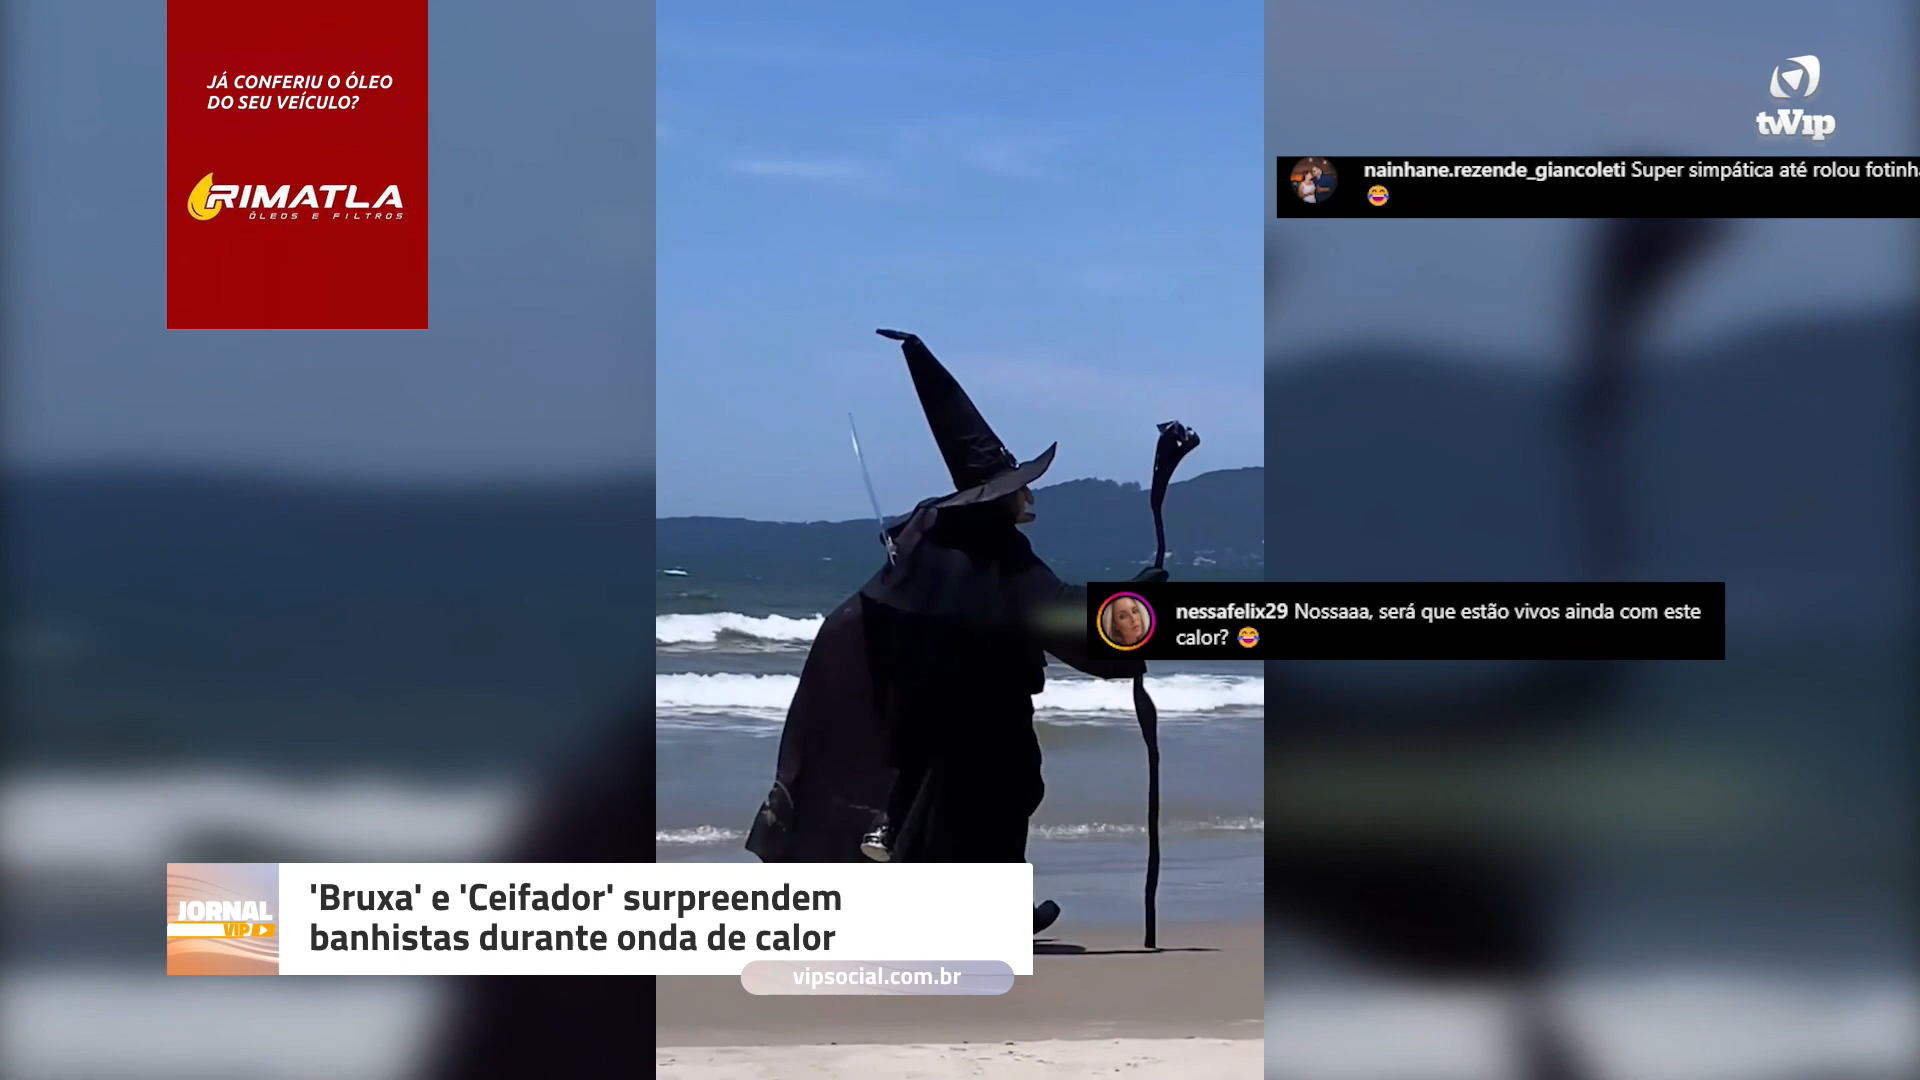 JÁ CONFERIU O ÓLEO
DO SEU VEÍCULO?
RIMATLA
ÓLEOS E FILTROS
tvVip
nainhane.rezende_giancoleti Super simpática até rolou fotinh
😂
nessafelix29 Nossaaa, será que estão vivos ainda com este
calor? 😂
JORNAL
VIP
'Bruxa' e 'Ceifador' surpreendem
banhistas durante onda de calor
vipsocial.com.br